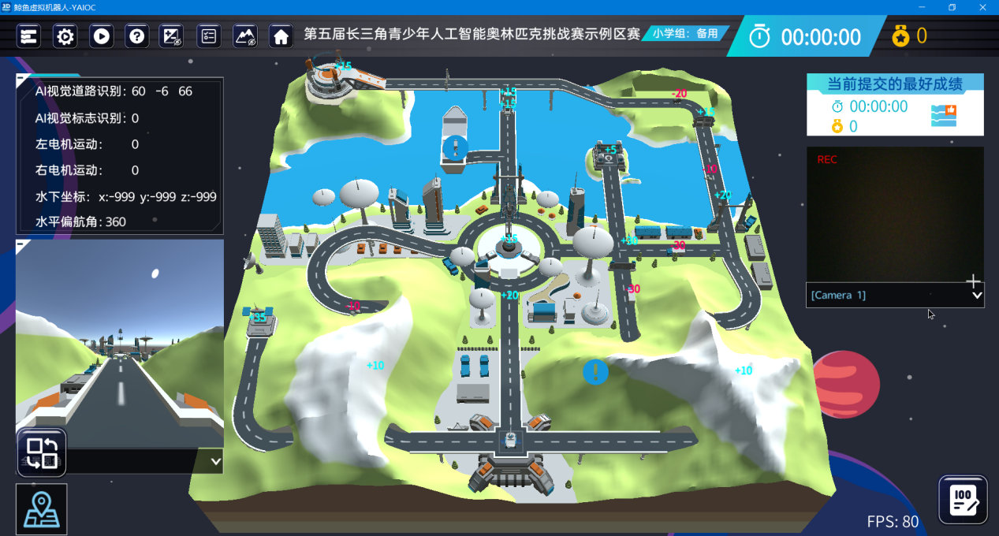 鲸鱼虚拟机器人-YAIOC
第五届长三角青少年人工智能奥林匹克挑战赛示例区赛
小学组：备用
00:00:00
0
AI视觉道路识别：60 -6 66
AI视觉标志识别：0
左电机运动： 0
右电机运动： 0
水下坐标： x:-999 y:-999 z:-999
水平偏航角：360
当前提交的最好成绩
00:00:00
0
REC
[Camera 1]
+15
+15
+15
-20
+15
+5
-10
+20
+15
-30
-30
-10
+35
+10
+10
FPS: 80
100